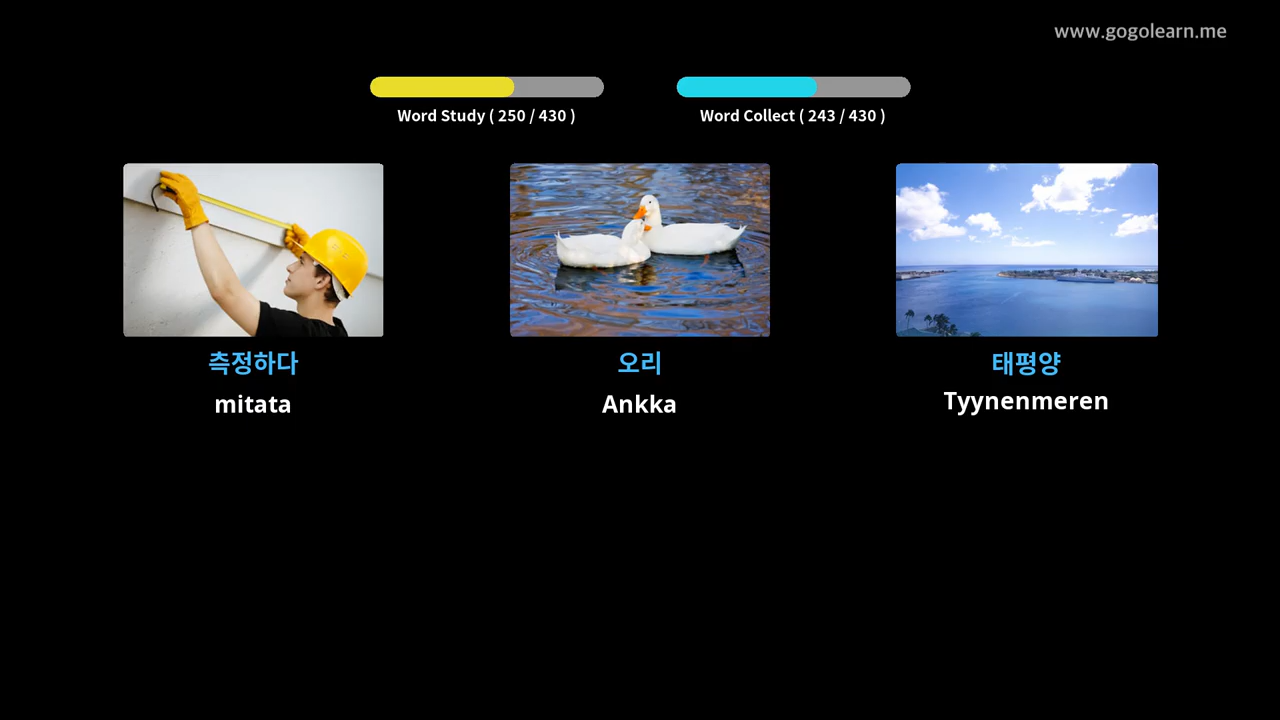 www.gogolearn.me
Word Study ( 250 / 430 )
Word Collect ( 243 / 430 )
측정하다
mitata
오리
Ankka
태평양
Tyynenmeren